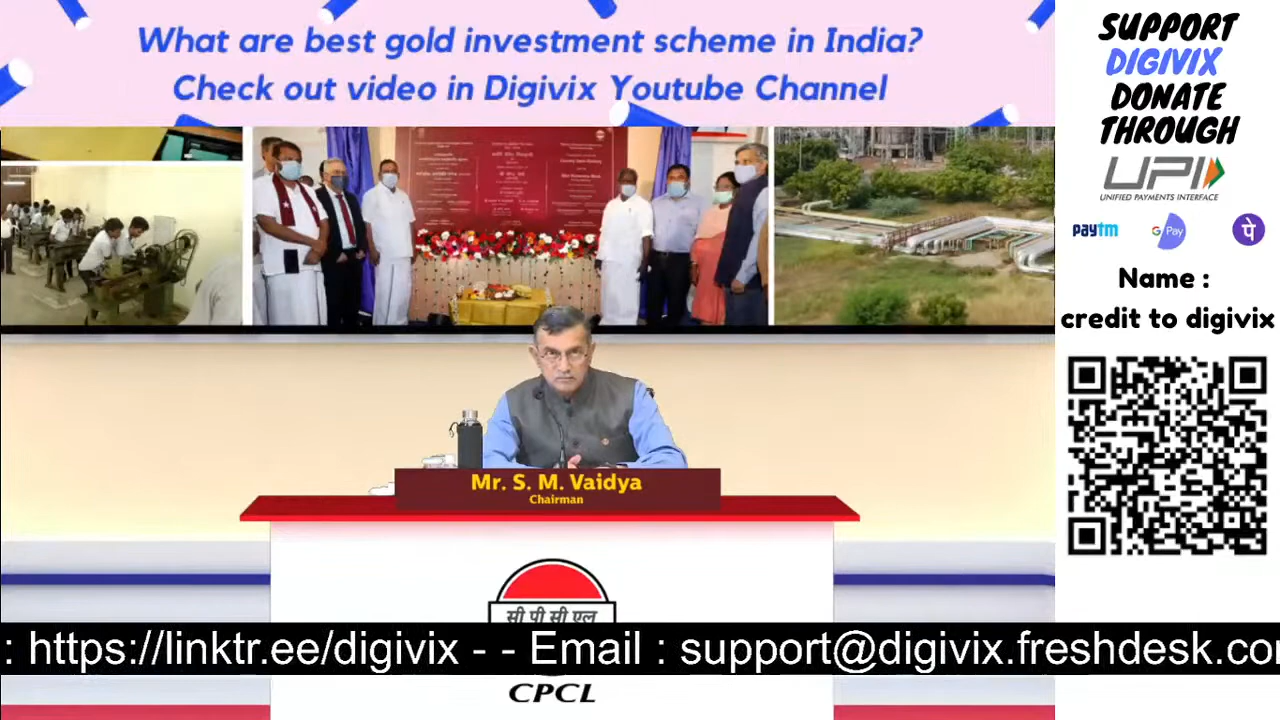 What are best gold investment scheme in India?
Check out video in Digivix Youtube Channel
SUPPORT
DIGIVIX
DONATE
THROUGH
UPI
UNIFIED PAYMENTS INTERFACE
paytm
G Pay
पे
Name :
credit to digivix
Mr. S. M. Vaidya
Chairman
सी पी सी एल
: https://linktr.ee/digivix - - Email : support@digivix.freshdesk.co
CPCL